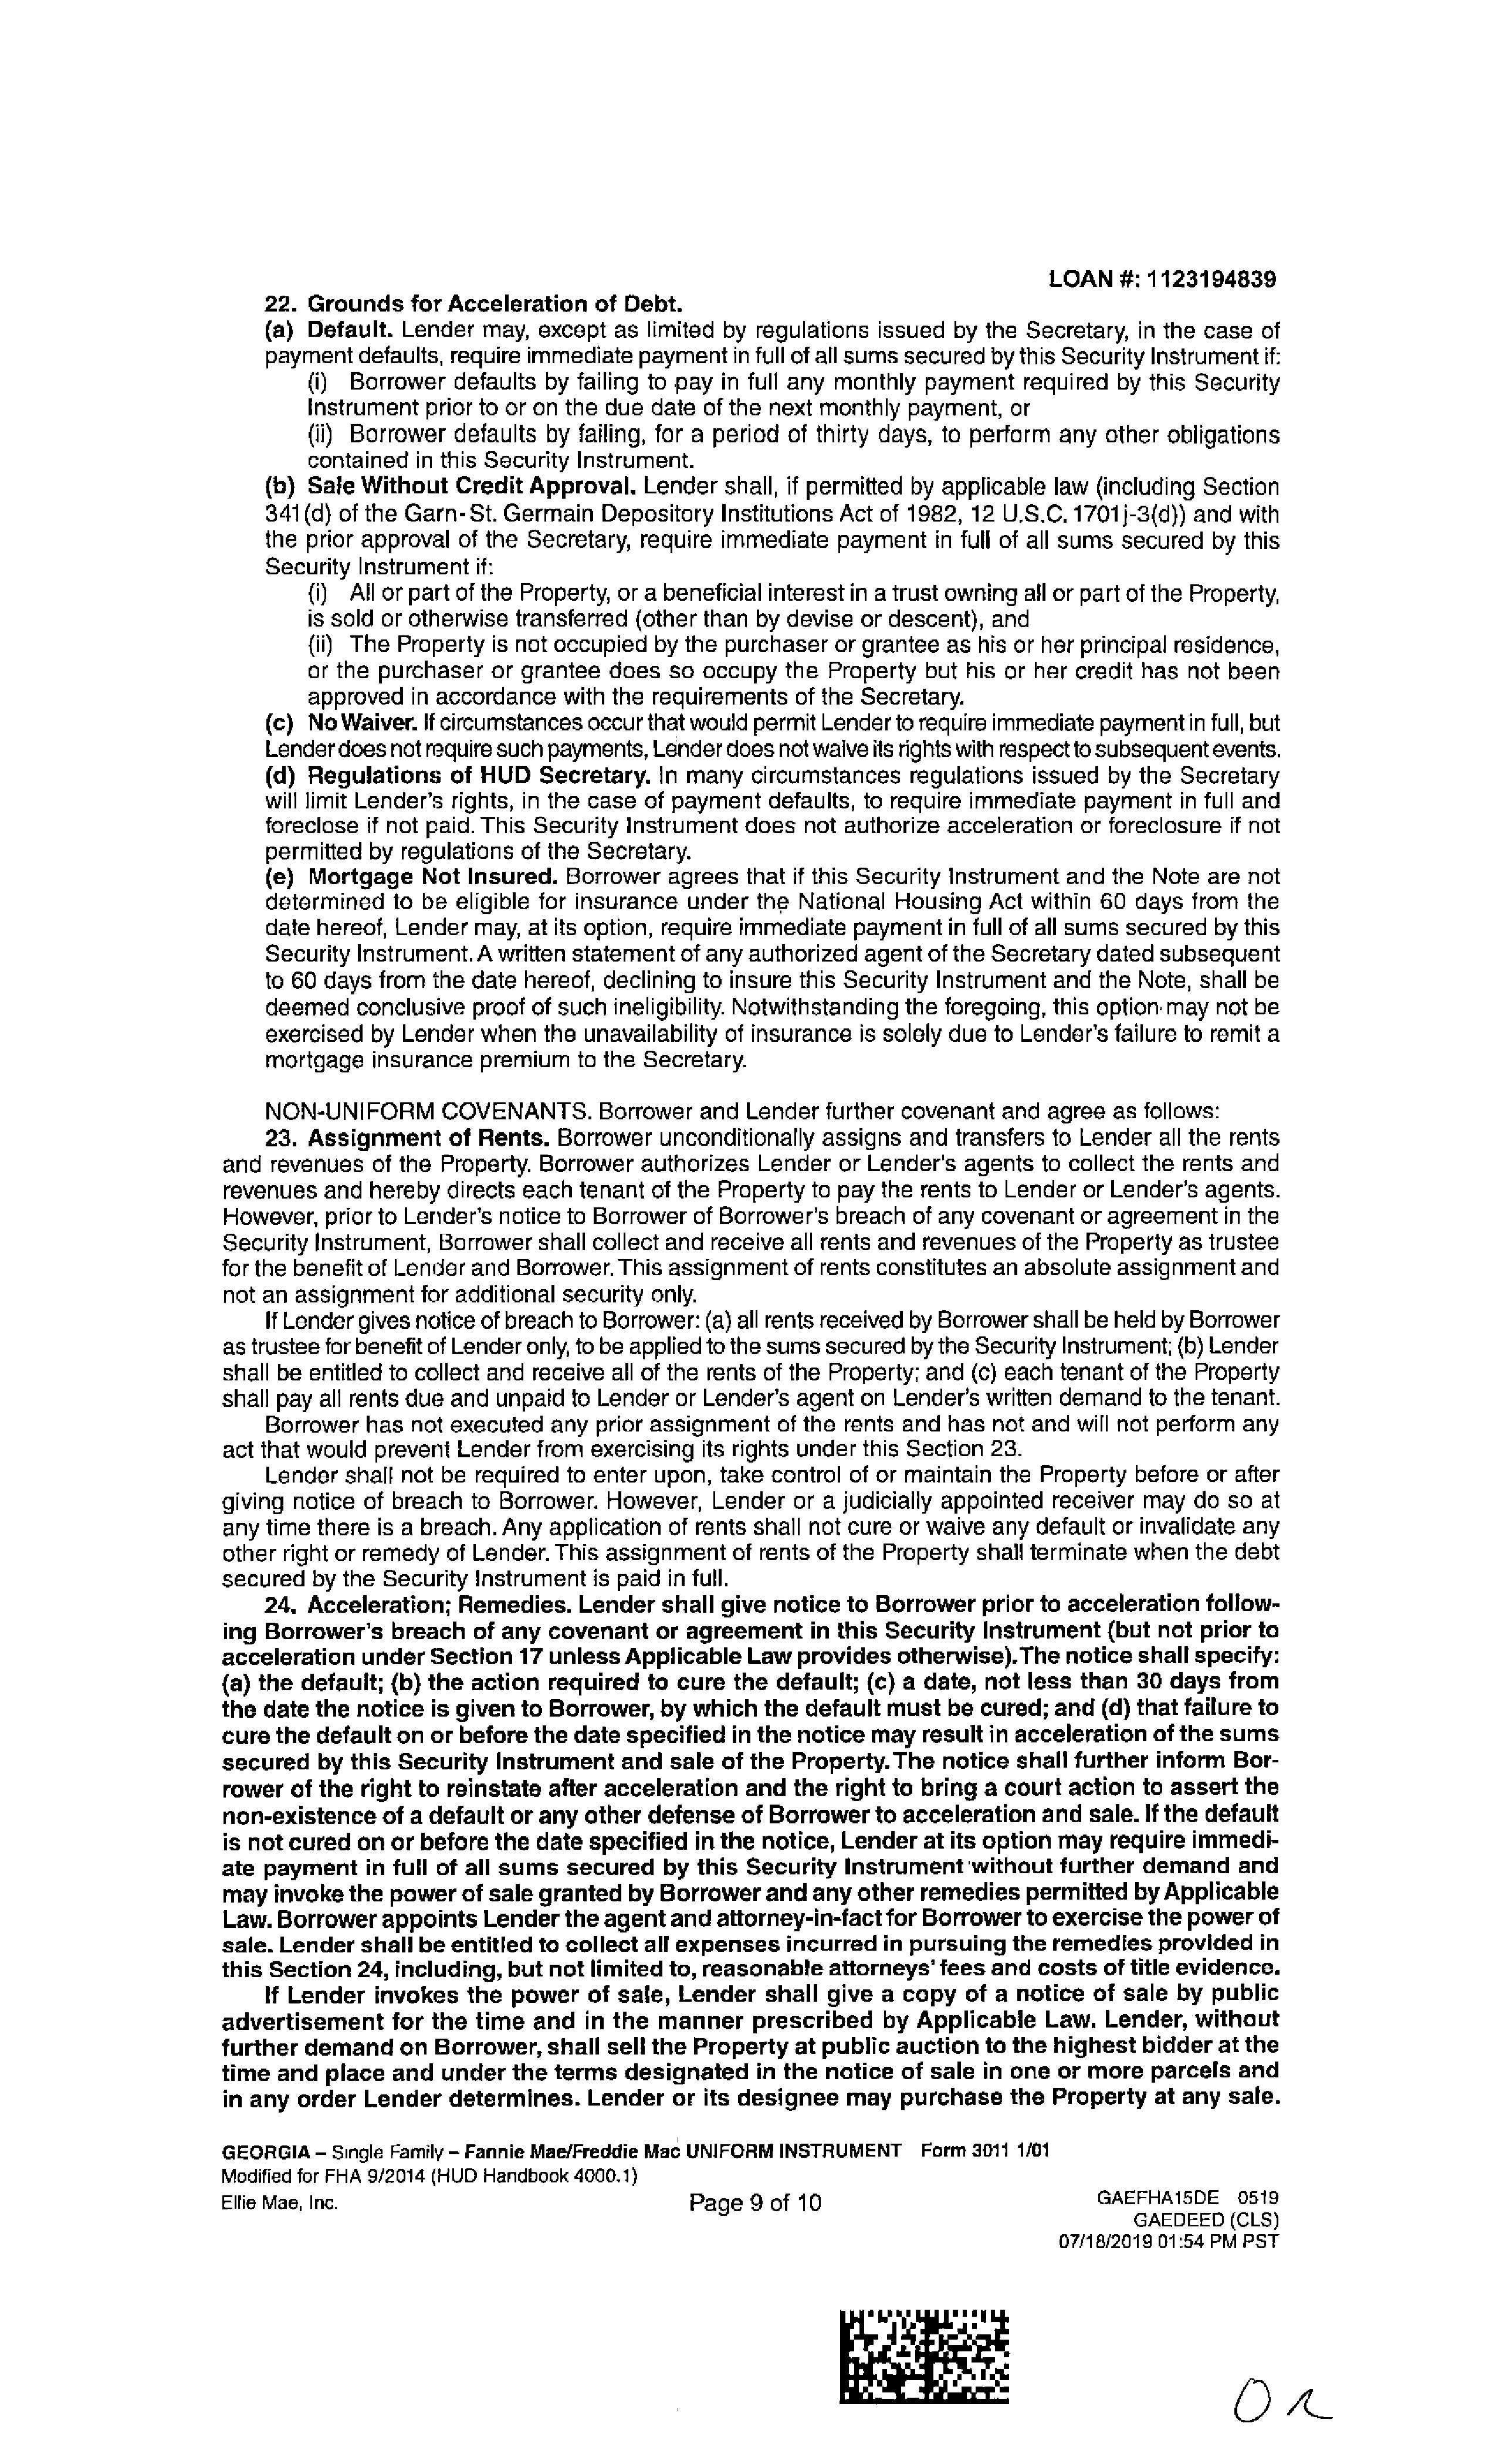 LOAN #: 1123194839
22. Grounds for Acceleration of Debt.
(a) Default. Lender may, except as limited by regulations issued by the Secretary, in the case of
payment defaults, require immediate payment in full of all sums secured by this Security Instrument if:
(i) Borrower defaults by failing to pay in full any monthly payment required by this Security
Instrument prior to or on the due date of the next monthly payment, or
(ii) Borrower defaults by failing, for a period of thirty days, to perform any other obligations
contained in this Security Instrument.
(b) Sale Without Credit Approval. Lender shall, if permitted by applicable law (including Section
341(d) of the Garn-St. Germain Depository Institutions Act of 1982, 12 U.S.C. 1701j-3(d)) and with
the prior approval of the Secretary, require immediate payment in full of all sums secured by this
Security Instrument if:
(i) All or part of the Property, or a beneficial interest in a trust owning all or part of the Property,
is sold or otherwise transferred (other than by devise or descent), and
(ii) The Property is not occupied by the purchaser or grantee as his or her principal residence,
or the purchaser or grantee does so occupy the Property but his or her credit has not been
approved in accordance with the requirements of the Secretary.
(c) No Waiver. If circumstances occur that would permit Lender to require immediate payment in full, but
Lender does not require such payments, Lender does not waive its rights with respect to subsequent events.
(d) Regulations of HUD Secretary. In many circumstances regulations issued by the Secretary
will limit Lender's rights, in the case of payment defaults, to require immediate payment in full and
foreclose if not paid. This Security Instrument does not authorize acceleration or foreclosure if not
permitted by regulations of the Secretary.
(e) Mortgage Not Insured. Borrower agrees that if this Security Instrument and the Note are not
determined to be eligible for insurance under the National Housing Act within 60 days from the
date hereof, Lender may, at its option, require immediate payment in full of all sums secured by this
Security Instrument. A written statement of any authorized agent of the Secretary dated subsequent
to 60 days from the date hereof, declining to insure this Security Instrument and the Note, shall be
deemed conclusive proof of such ineligibility. Notwithstanding the foregoing, this option may not be
exercised by Lender when the unavailability of insurance is solely due to Lender's failure to remit a
mortgage insurance premium to the Secretary.
NON-UNIFORM COVENANTS. Borrower and Lender further covenant and agree as follows:
23. Assignment of Rents. Borrower unconditionally assigns and transfers to Lender all the rents
and revenues of the Property. Borrower authorizes Lender or Lender's agents to collect the rents and
revenues and hereby directs each tenant of the Property to pay the rents to Lender or Lender's agents.
However, prior to Lender's notice to Borrower of Borrower's breach of any covenant or agreement in the
Security Instrument, Borrower shall collect and receive all rents and revenues of the Property as trustee
for the benefit of Lender and Borrower. This assignment of rents constitutes an absolute assignment and
not an assignment for additional security only.
If Lender gives notice of breach to Borrower: (a) all rents received by Borrower shall be held by Borrower
as trustee for benefit of Lender only, to be applied to the sums secured by the Security Instrument; (b) Lender
shall be entitled to collect and receive all of the rents of the Property; and (c) each tenant of the Property
shall pay all rents due and unpaid to Lender or Lender's agent on Lender's written demand to the tenant.
Borrower has not executed any prior assignment of the rents and has not and will not perform any
act that would prevent Lender from exercising its rights under this Section 23.
Lender shall not be required to enter upon, take control of or maintain the Property before or after
giving notice of breach to Borrower. However, Lender or a judicially appointed receiver may do so at
any time there is a breach. Any application of rents shall not cure or waive any default or invalidate any
other right or remedy of Lender. This assignment of rents of the Property shall terminate when the debt
secured by the Security Instrument is paid in full.
24. Acceleration; Remedies. Lender shall give notice to Borrower prior to acceleration follow-
ing Borrower's breach of any covenant or agreement in this Security Instrument (but not prior to
acceleration under Section 17 unless Applicable Law provides otherwise). The notice shall specify:
(a) the default; (b) the action required to cure the default; (c) a date, not less than 30 days from
the date the notice is given to Borrower, by which the default must be cured; and (d) that failure to
cure the default on or before the date specified in the notice may result in acceleration of the sums
secured by this Security Instrument and sale of the Property. The notice shall further inform Bor-
rower of the right to reinstate after acceleration and the right to bring a court action to assert the
non-existence of a default or any other defense of Borrower to acceleration and sale. If the default
is not cured on or before the date specified in the notice, Lender at its option may require immedi-
ate payment in full of all sums secured by this Security Instrument without further demand and
may invoke the power of sale granted by Borrower and any other remedies permitted by Applicable
Law. Borrower appoints Lender the agent and attorney-in-fact for Borrower to exercise the power of
sale. Lender shall be entitled to collect all expenses incurred in pursuing the remedies provided in
this Section 24, including, but not limited to, reasonable attorneys' fees and costs of title evidence.
If Lender invokes the power of sale, Lender shall give a copy of a notice of sale by public
advertisement for the time and in the manner prescribed by Applicable Law. Lender, without
further demand on Borrower, shall sell the Property at public auction to the highest bidder at the
time and place and under the terms designated in the notice of sale in one or more parcels and
in any order Lender determines. Lender or its designee may purchase the Property at any sale.
GEORGIA – Single Family – Fannie Mae/Freddie Mac UNIFORM INSTRUMENT Form 3011 1/01
Modified for FHA 9/2014 (HUD Handbook 4000.1)
Ellie Mae, Inc. Page 9 of 10 GAEFHA15DE 0519
GAEDEED (CLS)
07/18/2019 01:54 PM PST